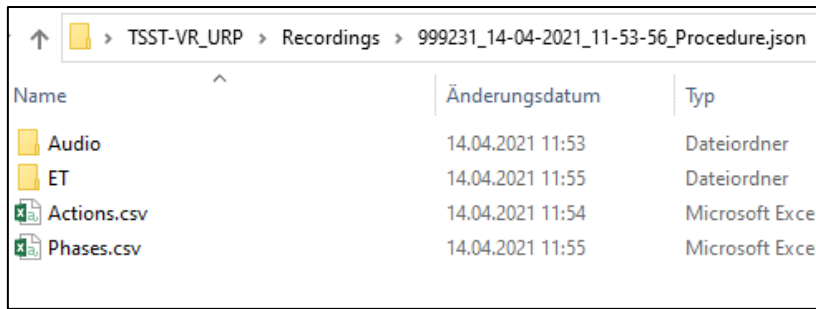 TSST-VR_URP > Recordings > 999231_14-04-2021_11-53-56_Procedure.json
Name Änderungsdatum Typ
Audio 14.04.2021 11:53 Dateiordner
ET 14.04.2021 11:55 Dateiordner
Actions.csv 14.04.2021 11:54 Microsoft Exce
Phases.csv 14.04.2021 11:55 Microsoft Exce